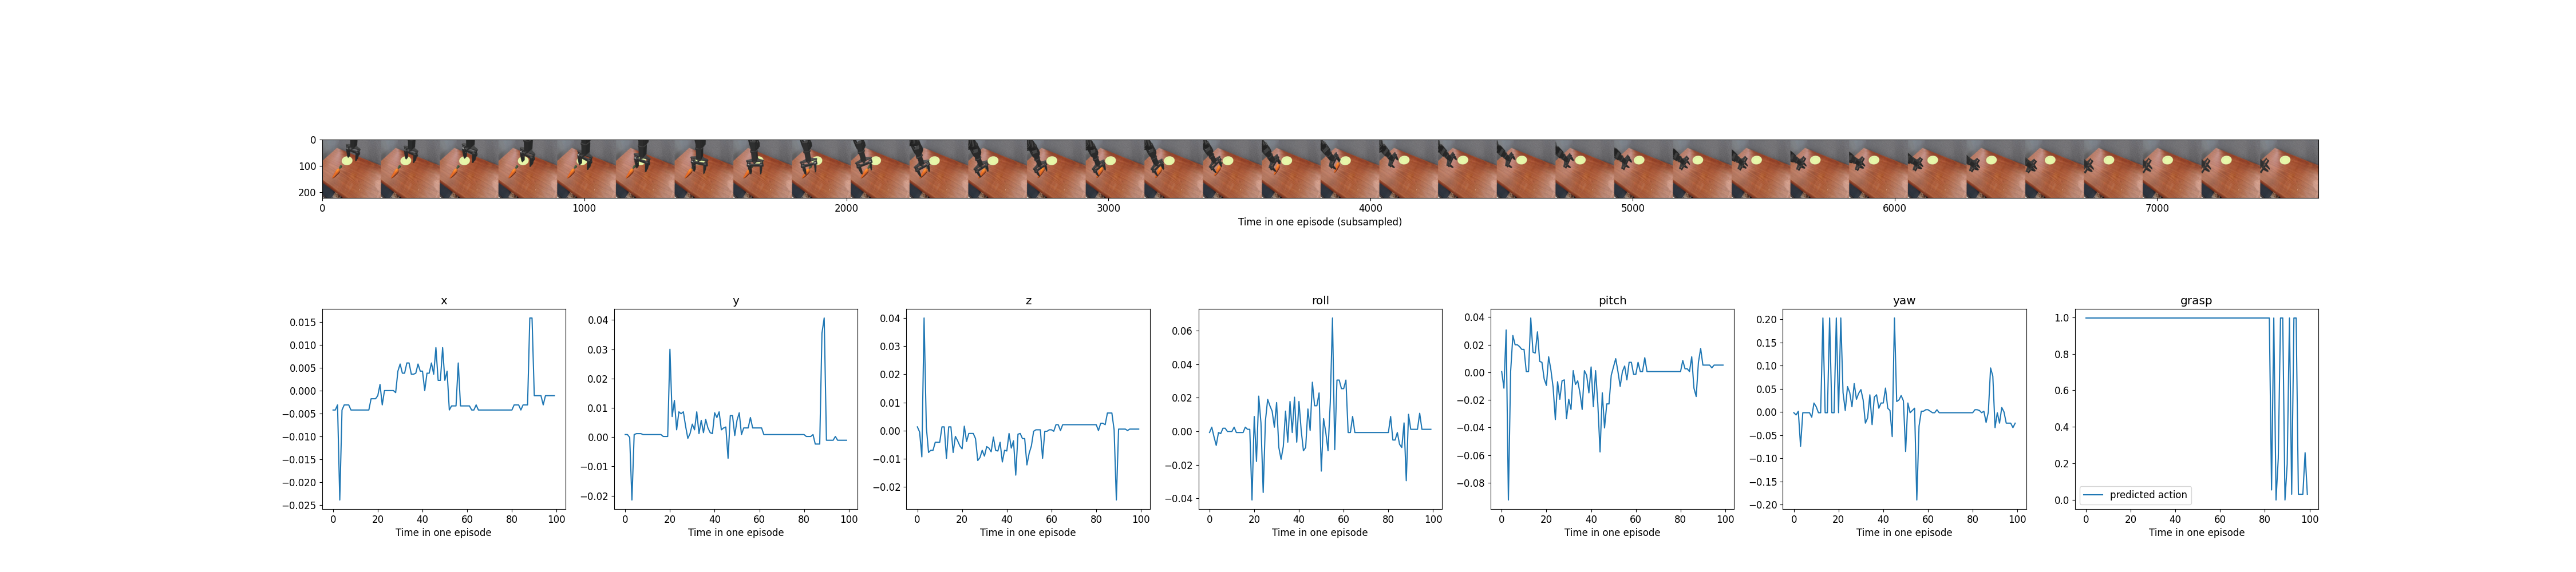 0
100
200
0 1000 2000 3000 4000 5000 6000 7000
Time in one episode (subsampled)
x
0.015
0.010
0.005
0.000
−0.005
−0.010
−0.015
−0.020
−0.025
0 20 40 60 80 100
Time in one episode
y
0.04
0.03
0.02
0.01
0.00
−0.01
−0.02
0 20 40 60 80 100
Time in one episode
z
0.04
0.03
0.02
0.01
0.00
−0.01
−0.02
0 20 40 60 80 100
Time in one episode
roll
0.06
0.04
0.02
0.00
−0.02
−0.04
0 20 40 60 80 100
Time in one episode
pitch
0.04
0.02
0.00
−0.02
−0.04
−0.06
−0.08
0 20 40 60 80 100
Time in one episode
yaw
0.20
0.15
0.10
0.05
0.00
−0.05
−0.10
−0.15
−0.20
0 20 40 60 80 100
Time in one episode
grasp
1.0
0.8
0.6
0.4
0.2
0.0
predicted action
0 20 40 60 80 100
Time in one episode